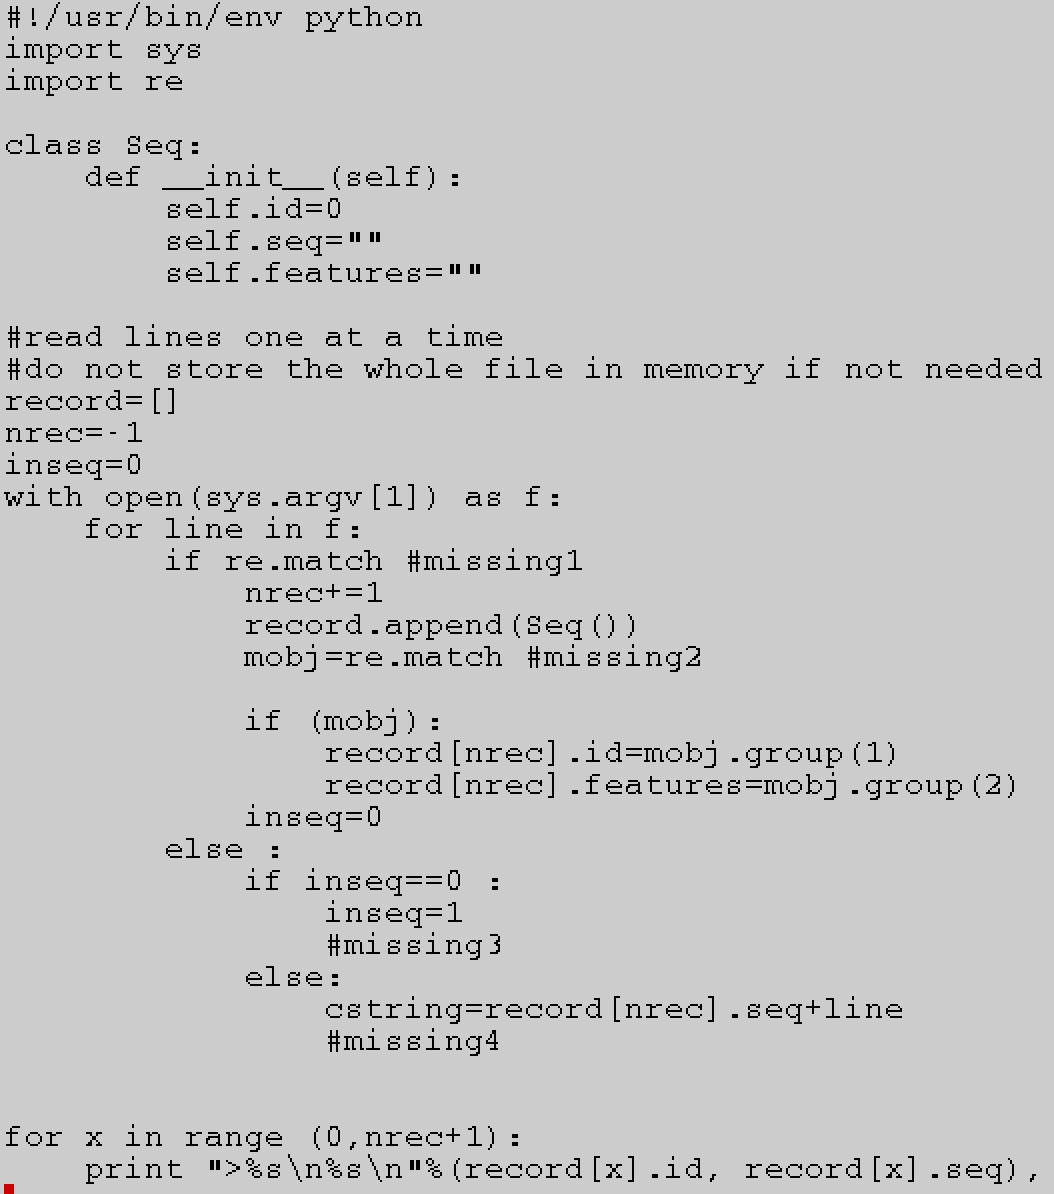 #!/usr/bin/env python
import sys
import re

class Seq:
    def __init__(self):
        self.id=0
        self.seq=""
        self.features=""

#read lines one at a time
#do not store the whole file in memory if not needed
record=[]
nrec=-1
inseq=0
with open(sys.argv[1]) as f:
    for line in f:
        if re.match #missing1
            nrec+=1
            record.append(Seq())
            mobj=re.match #missing2

            if (mobj):
                record[nrec].id=mobj.group(1)
                record[nrec].features=mobj.group(2)
            inseq=0
        else :
            if inseq==0 :
                inseq=1
                #missing3
            else:
                cstring=record[nrec].seq+line
                #missing4


for x in range (0,nrec+1):
    print ">%s\n%s\n"%(record[x].id, record[x].seq),